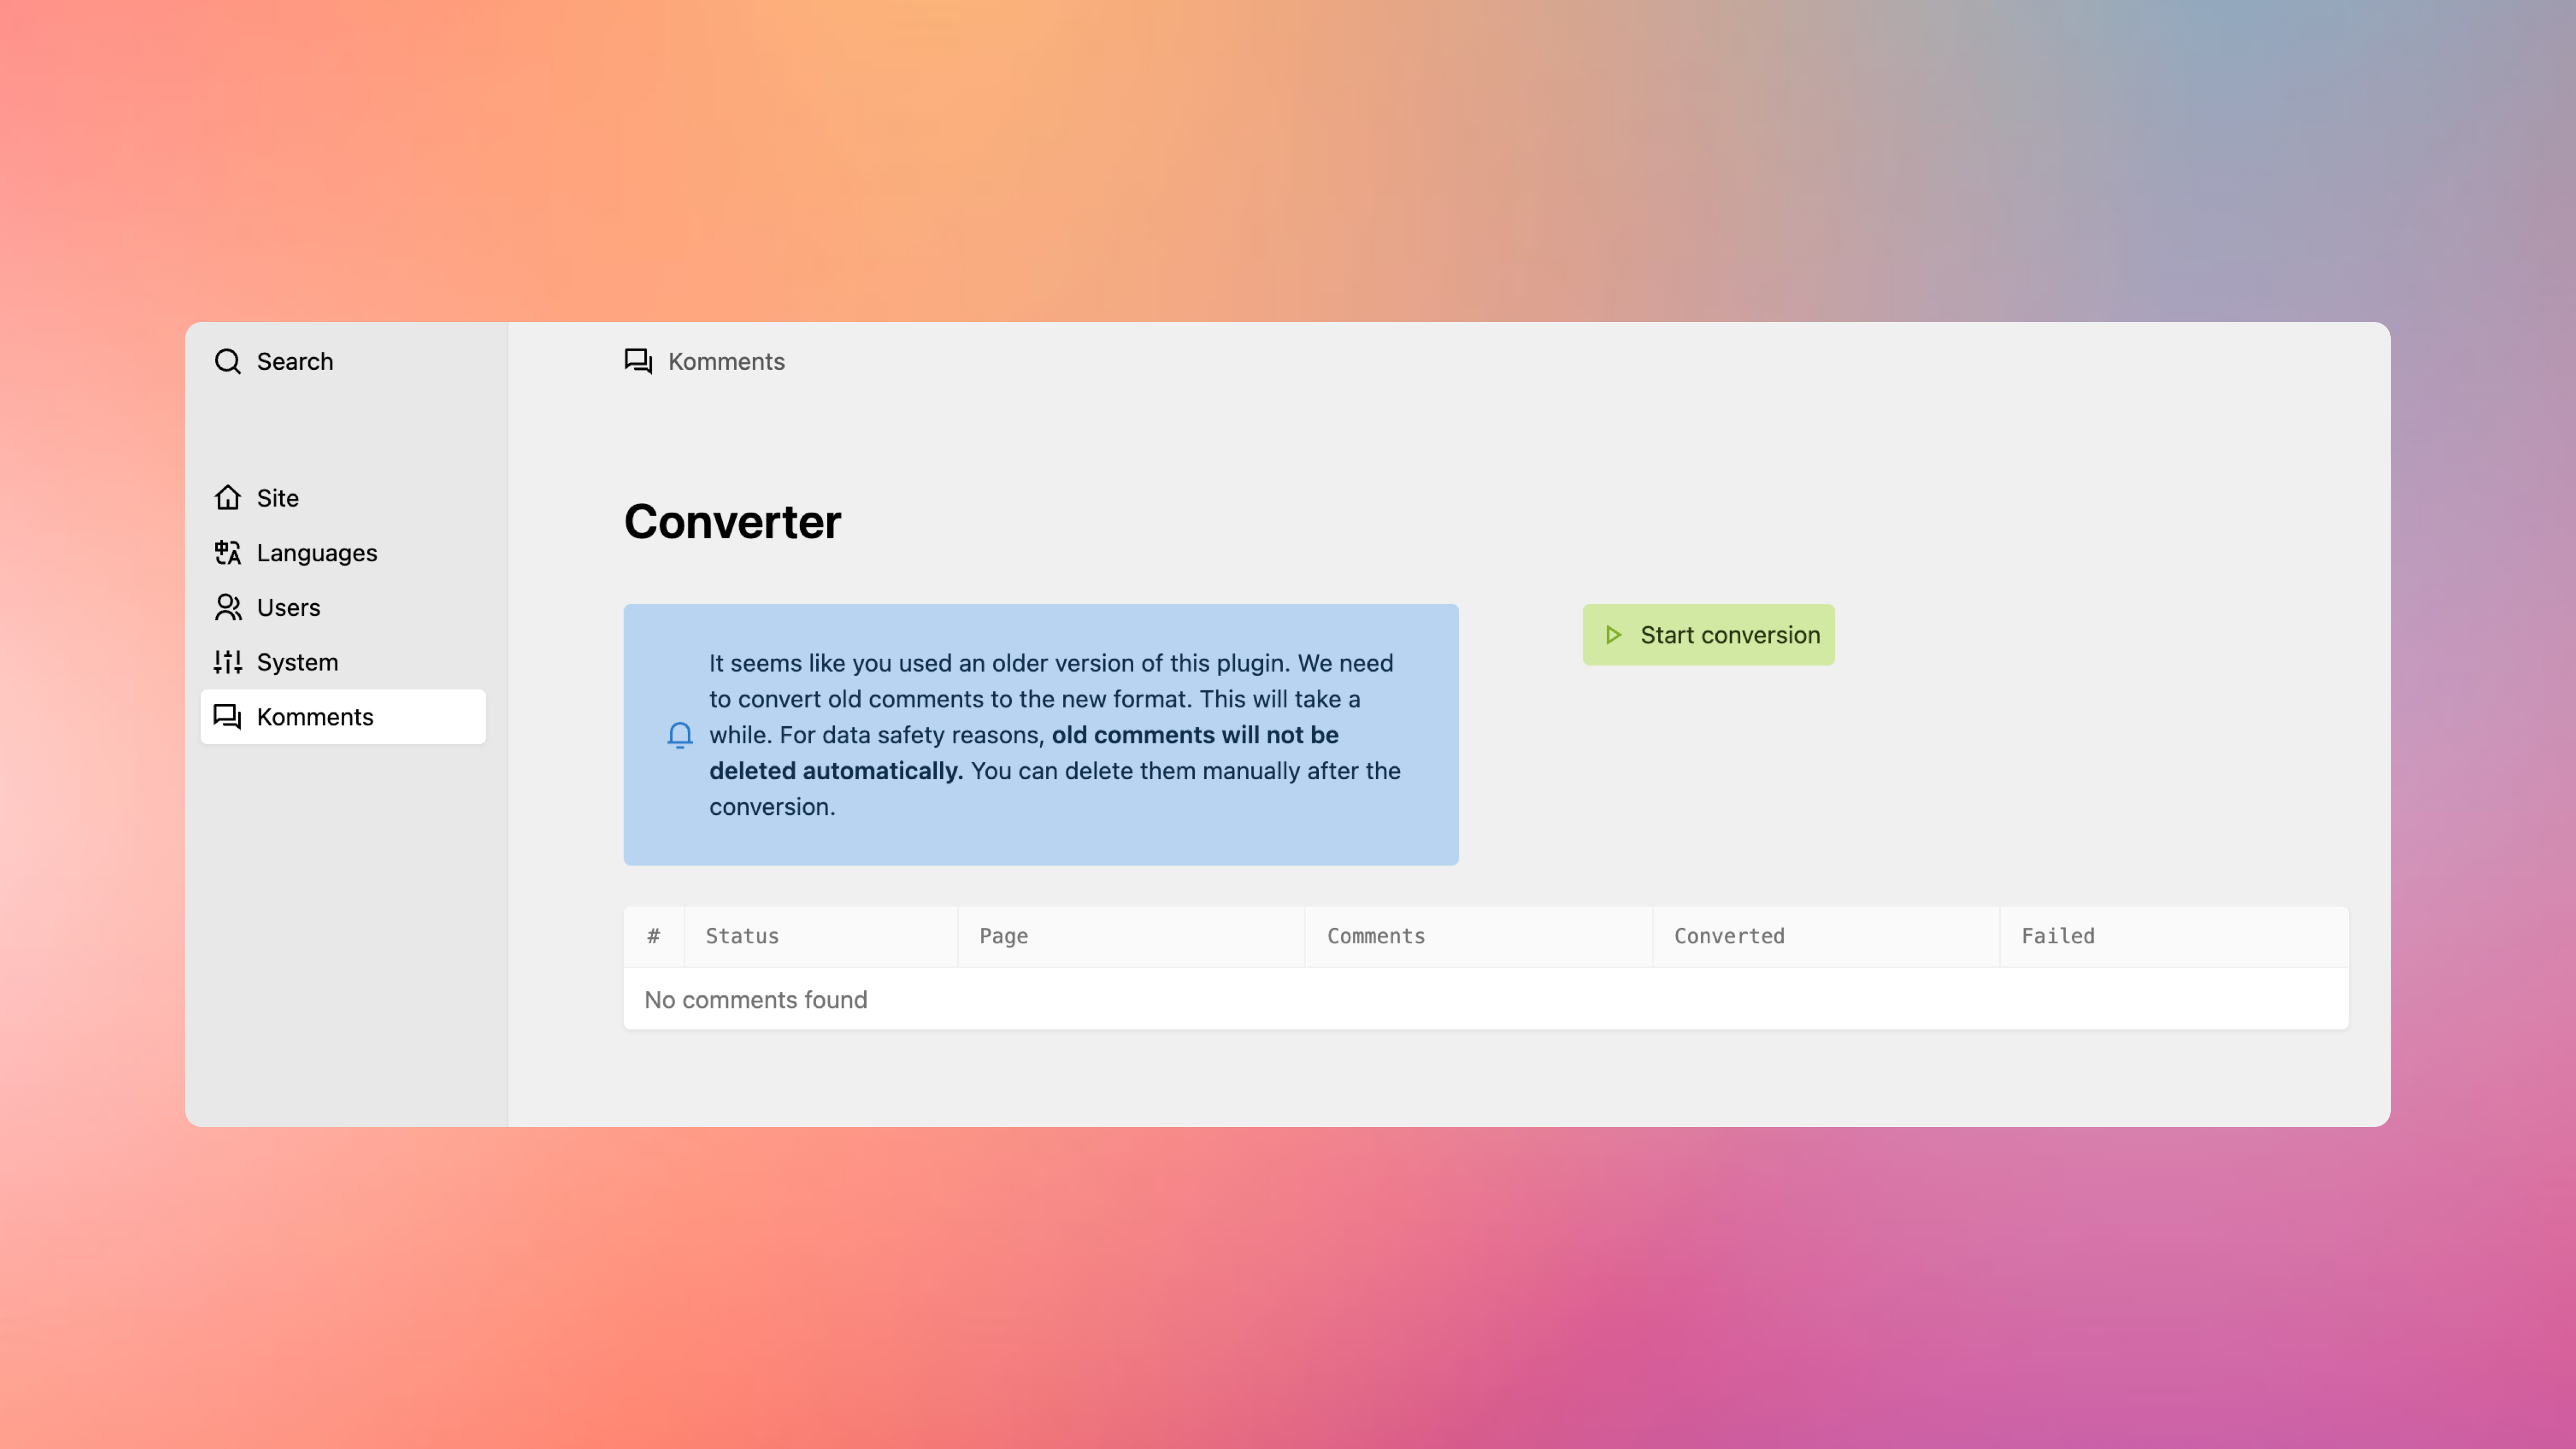 Search
Site
Languages
Users
System
Komments
Komments
Converter
It seems like you used an older version of this plugin. We need
to convert old comments to the new format. This will take a
while. For data safety reasons, old comments will not be
deleted automatically. You can delete them manually after the
conversion.
Start conversion
# Status Page Comments Converted Failed
No comments found